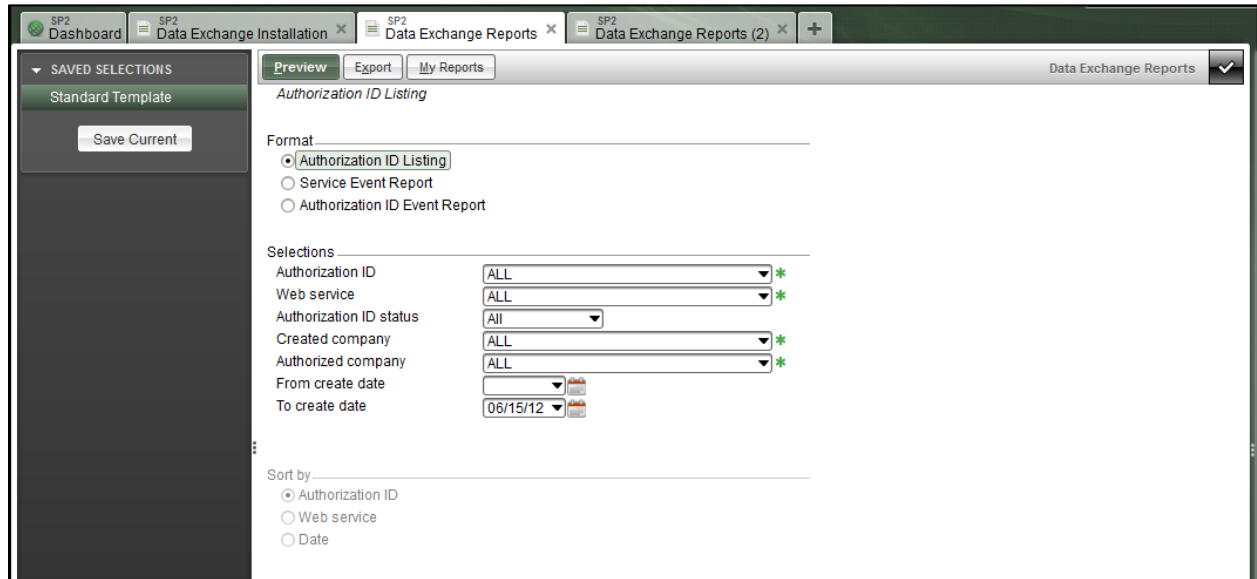 SP2 Dashboard
SP2 Data Exchange Installation
SP2 Data Exchange Reports
SP2 Data Exchange Reports (2)
SAVED SELECTIONS
Standard Template
Save Current
Preview Export My Reports Data Exchange Reports
Authorization ID Listing
Format
Authorization ID Listing
Service Event Report
Authorization ID Event Report
Selections
Authorization ID ALL *
Web service ALL *
Authorization ID status All
Created company ALL *
Authorized company ALL *
From create date
To create date 06/15/12
Sort by
Authorization ID
Web service
Date